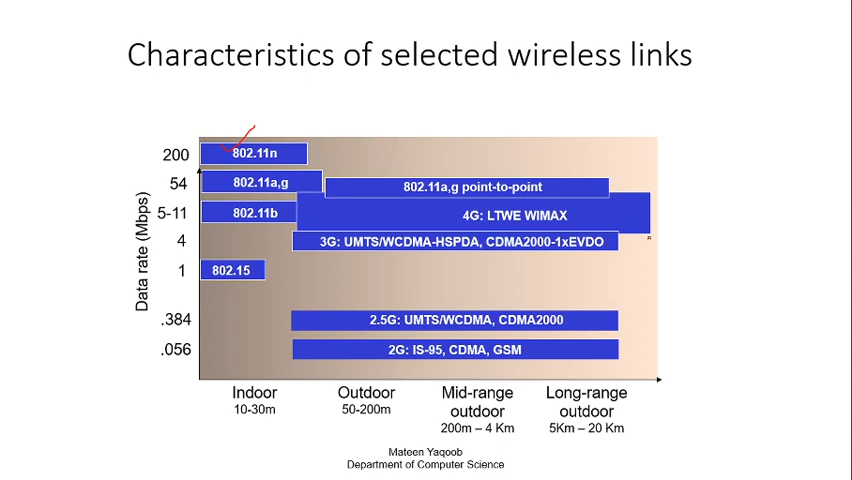 Characteristics of selected wireless links
Data rate (Mbps)
200
802.11n
54
802.11a,g
802.11a,g point-to-point
5-11
802.11b
4G: LTWE WIMAX
4
3G: UMTS/WCDMA-HSPDA, CDMA2000-1xEVDO
1
802.15
.384
2.5G: UMTS/WCDMA, CDMA2000
.056
2G: IS-95, CDMA, GSM
Indoor
10-30m
Outdoor
50-200m
Mid-range
outdoor
200m – 4 Km
Long-range
outdoor
5Km – 20 Km
Mateen Yaqoob
Department of Computer Science